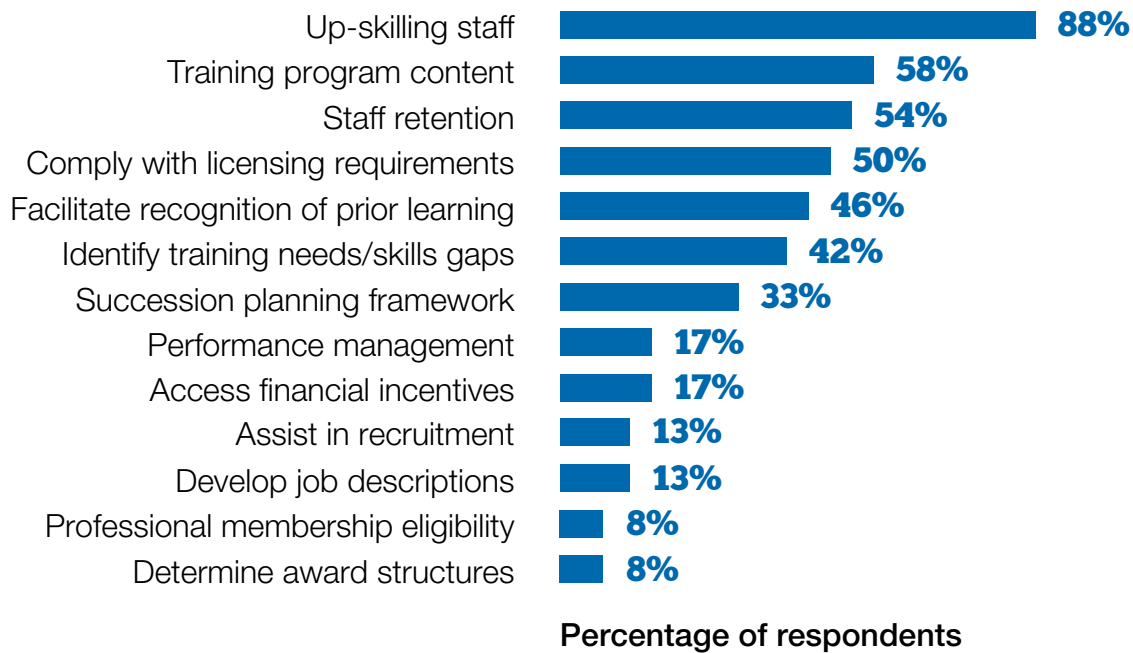 Up-skilling staff 88%
Training program content 58%
Staff retention 54%
Comply with licensing requirements 50%
Facilitate recognition of prior learning 46%
Identify training needs/skills gaps 42%
Succession planning framework 33%
Performance management 17%
Access financial incentives 17%
Assist in recruitment 13%
Develop job descriptions 13%
Professional membership eligibility 8%
Determine award structures 8%
Percentage of respondents